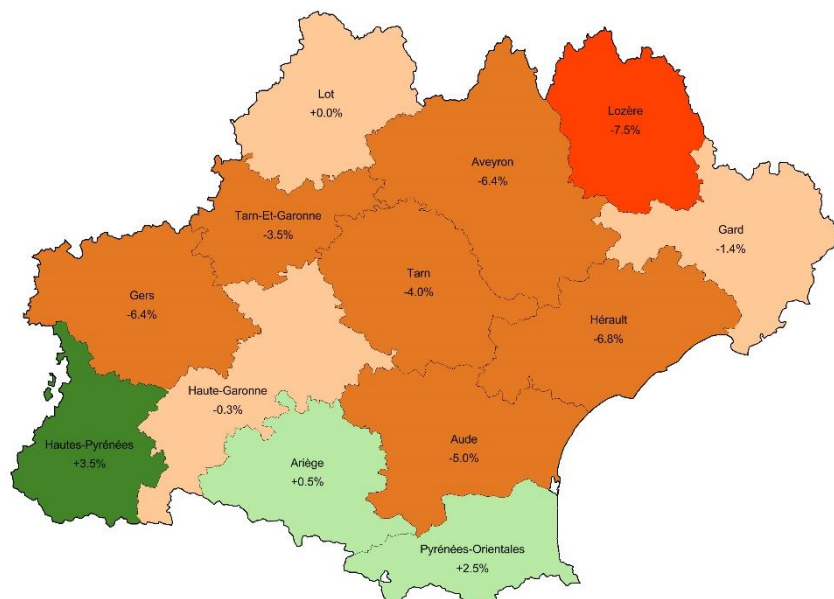 Lot
+0.0%
Lozère
-7.5%
Aveyron
-6.4%
Tarn-Et-Garonne
-3.5%
Gard
-1.4%
Tarn
-4.0%
Gers
-6.4%
Hérault
-6.8%
Haute-Garonne
-0.3%
Hautes-Pyrénées
+3.5%
Aude
-5.0%
Ariège
+0.5%
Pyrénées-Orientales
+2.5%